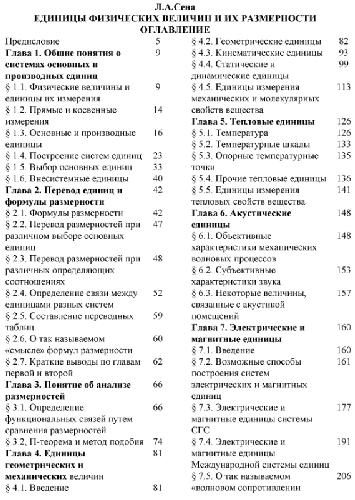 Л.А.Сена
ЕДИНИЦЫ ФИЗИЧЕСКИХ ВЕЛИЧИН И ИХ РАЗМЕРНОСТИ
ОГЛАВЛЕНИЕ
Предисловие 5
Глава 1. Общие понятия о 9
системах основных и
производных единиц
§ 1.1. Физические величины и 9
единицы их измерения
§ 1.2. Прямые и косвенные 14
измерения
§ 1.3. Основные и производные 16
единицы
§ 1.4. Построение систем единиц 23
§ 1.5. Выбор основных единиц 33
§ 1.6. Внесистемные единицы 40
Глава 2. Перевод единиц и 42
формулы размерности
§ 2.1. Формулы размерности 42
§ 2.2. Перевод размерностей при 47
различном выборе основных
единиц
§ 2.3. Перевод размерностей при 48
различных определяющих
соотношениях
§ 2.4. Определение связи между 52
единицами разных систем
§ 2.5. Составление переводных 59
таблиц
§ 2.6. О так называемом 60
«смысле» формул размерности
§ 2.7. Краткие выводы по главам 62
первой и второй
Глава 3. Понятие об анализе 66
размерностей
§ 3.1. Определение 66
функциональных связей путем
сравнения размерностей
§ 3.2, П-теорема и метод подобия 74
Глава 4. Единицы 81
геометрических и
механических величин
§ 4.1. Введение 81
§ 4.2. Геометрические единицы 82
§ 4.3. Кинематические единицы 93
§ 4.4. Статические и 99
динамические единицы
§ 4.5. Единицы измерения 113
механических и молекулярных
свойств вещества
Глава 5. Тепловые единицы 126
§ 5.1. Температура 126
§ 5.2. Температурные шкалы 133
§ 5.3. Опорные температурные 135
точки
§ 5.4. Прочие тепловые единицы 136
§ 5.5. Единицы измерения 141
тепловых свойств вещества
Глава 6. Акустические 148
единицы
§ 6.1. Объективные 148
характеристики механических
волновых процессов
§ 6.2. Субъективные 153
характеристики звука
§ 6.3. Некоторые величины, 157
связанные с акустикой
помещений
Глава 7. Электрические и 160
магнитные единицы
§ 7.1. Введение 160
§ 7.2. Возможные способы 161
построения систем
электрических и магнитных
единиц
§ 7.3. Электрические и 177
магнитные единицы системы
СГС
§ 7.4. Электрические и 191
магнитные единицы
Международной системы единиц
§ 7.5. О так называемом 206
«волновом сопротивлении